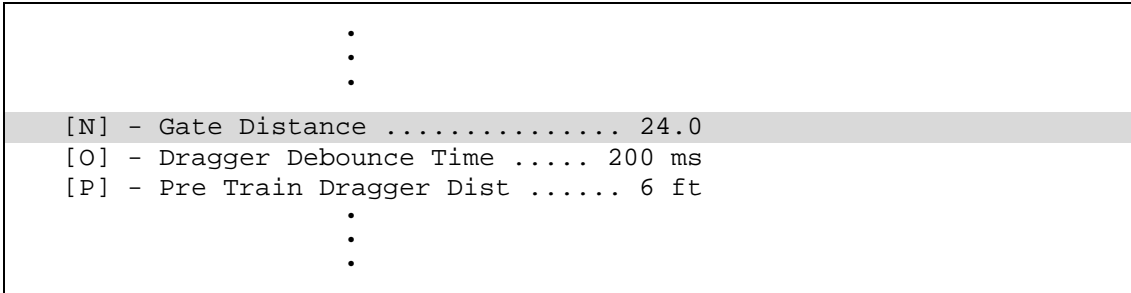 •
•
•
[N] - Gate Distance ............... 24.0
[O] - Dragger Debounce Time ..... 200 ms
[P] - Pre Train Dragger Dist ...... 6 ft
•
•
•